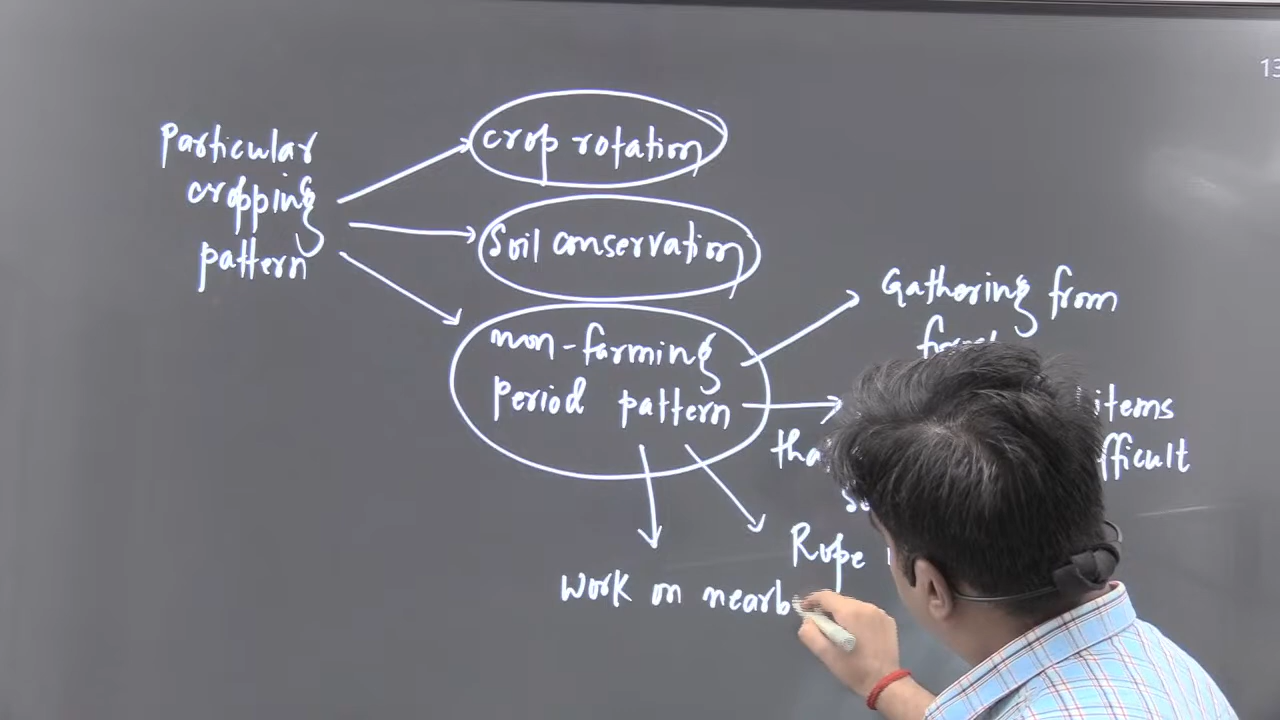 13
Particular
cropping
pattern
crop rotation
Soil conservation
non-farming
period pattern
Gathering from
items
Rope
work on nearb